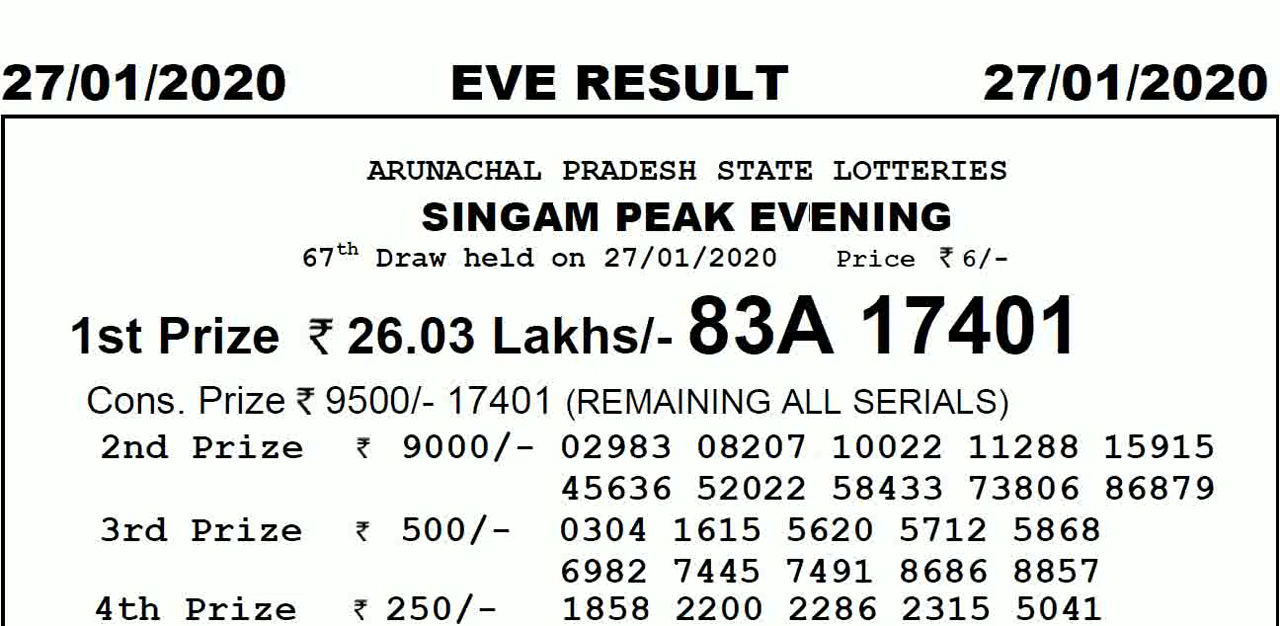 27/01/2020 EVE RESULT 27/01/2020
ARUNACHAL PRADESH STATE LOTTERIES
SINGAM PEAK EVENING
67th Draw held on 27/01/2020 Price ₹ 6/-
1st Prize ₹ 26.03 Lakhs/- 83A 17401
Cons. Prize ₹ 9500/- 17401 (REMAINING ALL SERIALS)
2nd Prize ₹ 9000/- 02983 08207 10022 11288 15915
45636 52022 58433 73806 86879
3rd Prize ₹ 500/- 0304 1615 5620 5712 5868
6982 7445 7491 8686 8857
4th Prize ₹ 250/- 1858 2200 2286 2315 5041